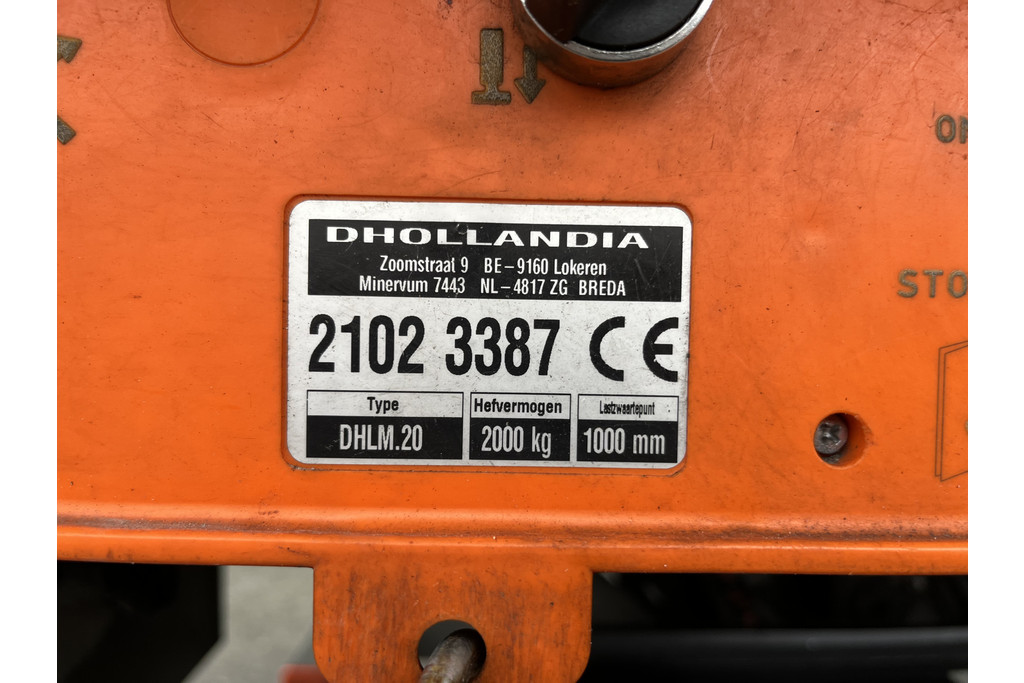 DHOLLANDIA
Zoomstraat 9 BE-9160 Lokeren
Minervum 7443 NL-4817 ZG BREDA
2102 3387 CE
Type
DHLM.20
Hefvermogen
2000 kg
Lastzwaartepunt
1000 mm